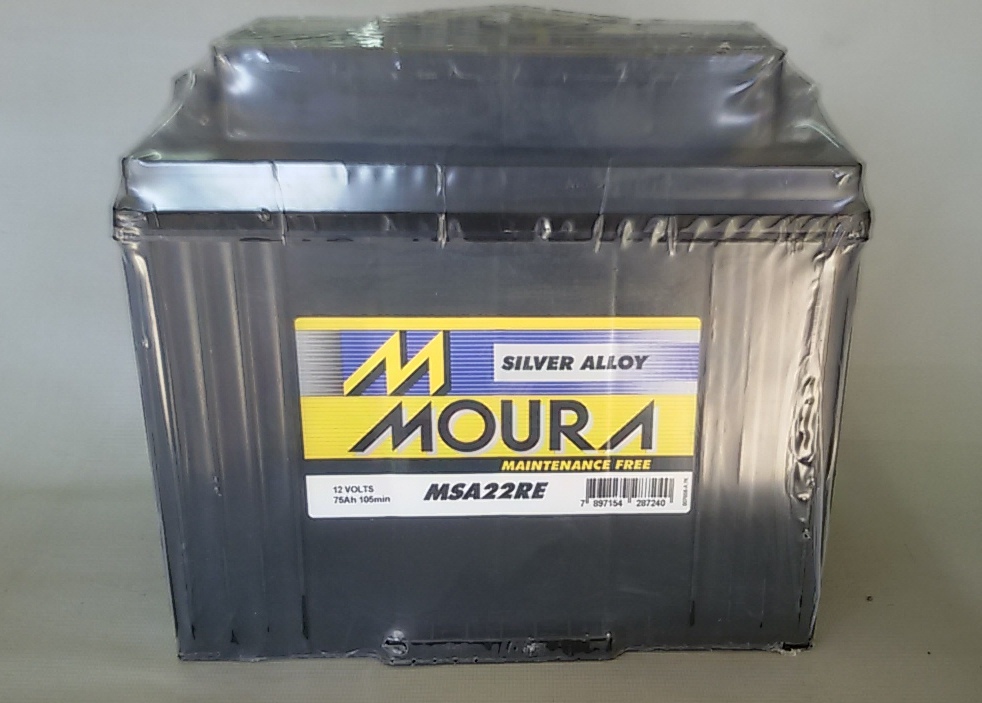 SILVER ALLOY
MOURA
MAINTENANCE FREE
12 VOLTS
75Ah 105min
MSA22RE
7 897154 287240